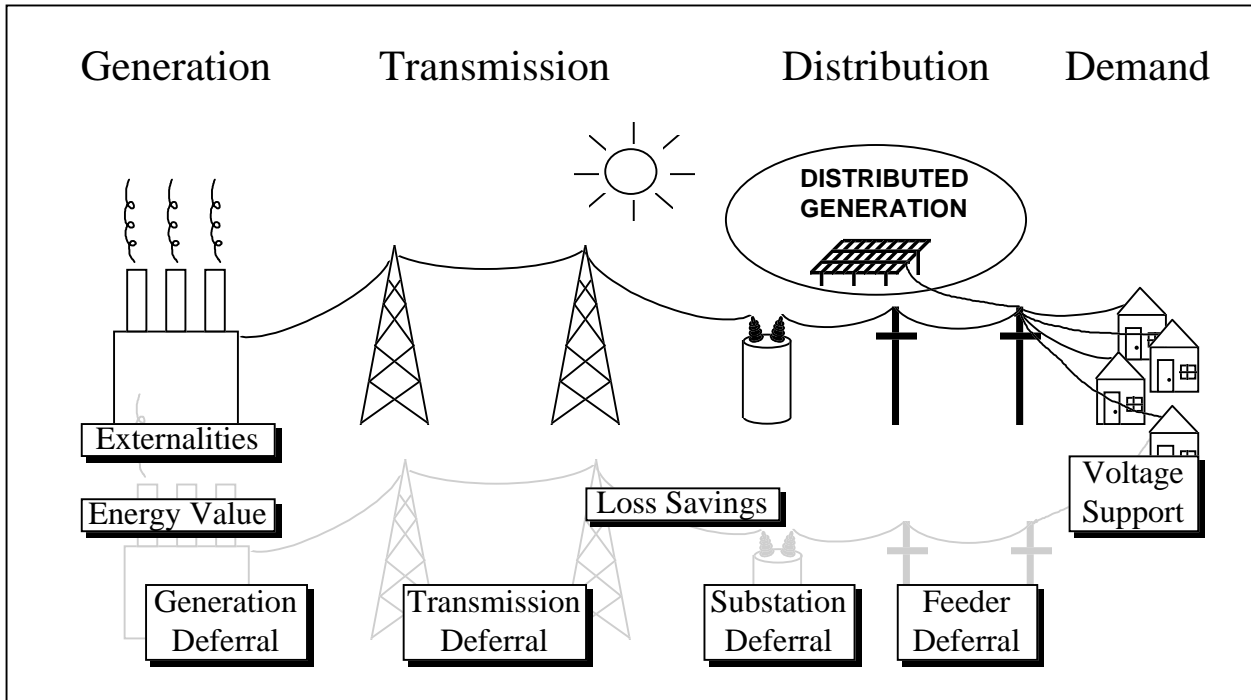 Generation
Transmission
Distribution
Demand
DISTRIBUTED
GENERATION
Externalities
Energy Value
Loss Savings
Voltage
Support
Generation
Deferral
Transmission
Deferral
Substation
Deferral
Feeder
Deferral